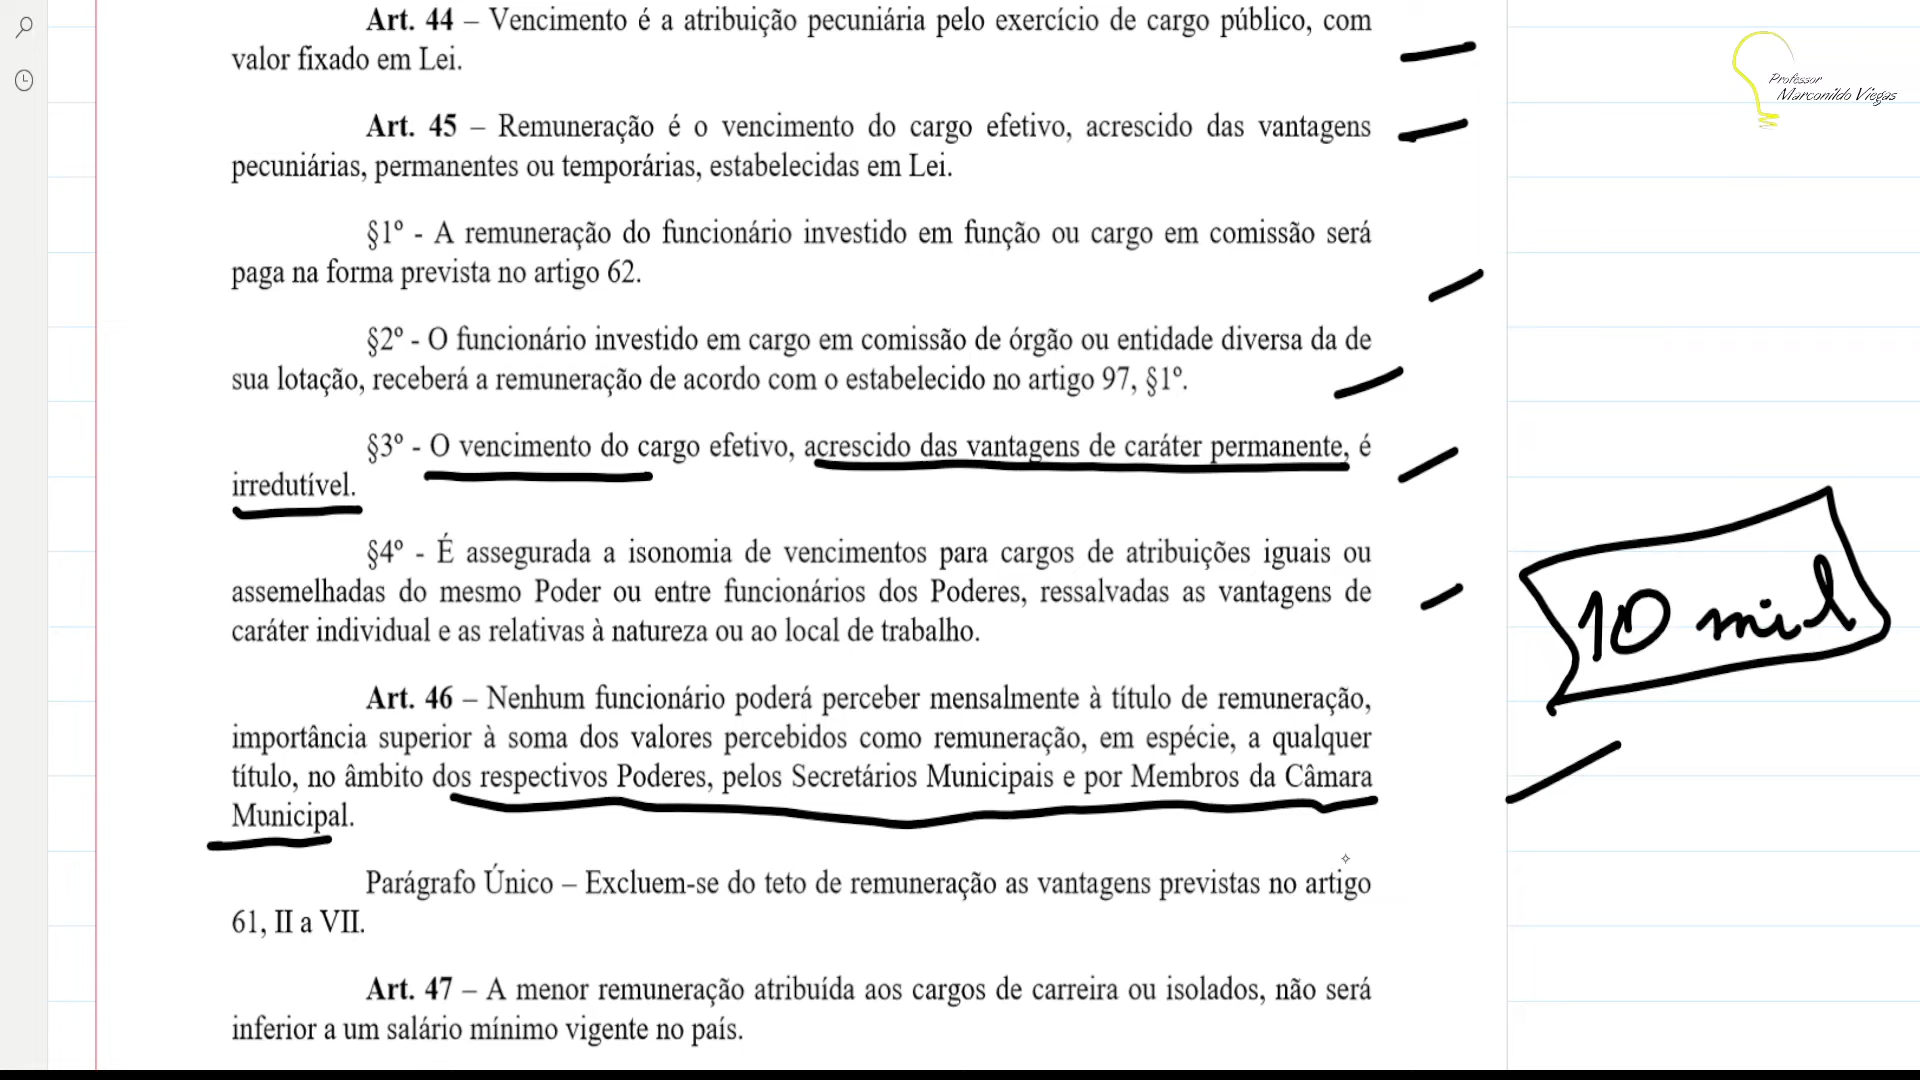 Art. 44 – Vencimento é a atribuição pecuniária pelo exercício de cargo público, com
valor fixado em Lei.
Professor
Marconildo Viegas
Art. 45 – Remuneração é o vencimento do cargo efetivo, acrescido das vantagens
pecuniárias, permanentes ou temporárias, estabelecidas em Lei.
§1º - A remuneração do funcionário investido em função ou cargo em comissão será
paga na forma prevista no artigo 62.
§2º - O funcionário investido em cargo em comissão de órgão ou entidade diversa da de
sua lotação, receberá a remuneração de acordo com o estabelecido no artigo 97, §1º.
§3º - O vencimento do cargo efetivo, acrescido das vantagens de caráter permanente, é
irredutível.
§4º - É assegurada a isonomia de vencimentos para cargos de atribuições iguais ou
assemelhadas do mesmo Poder ou entre funcionários dos Poderes, ressalvadas as vantagens de
caráter individual e as relativas à natureza ou ao local de trabalho.
10 mil
Art. 46 – Nenhum funcionário poderá perceber mensalmente à título de remuneração,
importância superior à soma dos valores percebidos como remuneração, em espécie, a qualquer
título, no âmbito dos respectivos Poderes, pelos Secretários Municipais e por Membros da Câmara
Municipal.
Parágrafo Único – Excluem-se do teto de remuneração as vantagens previstas no artigo
61, II a VII.
Art. 47 – A menor remuneração atribuída aos cargos de carreira ou isolados, não será
inferior a um salário mínimo vigente no país.